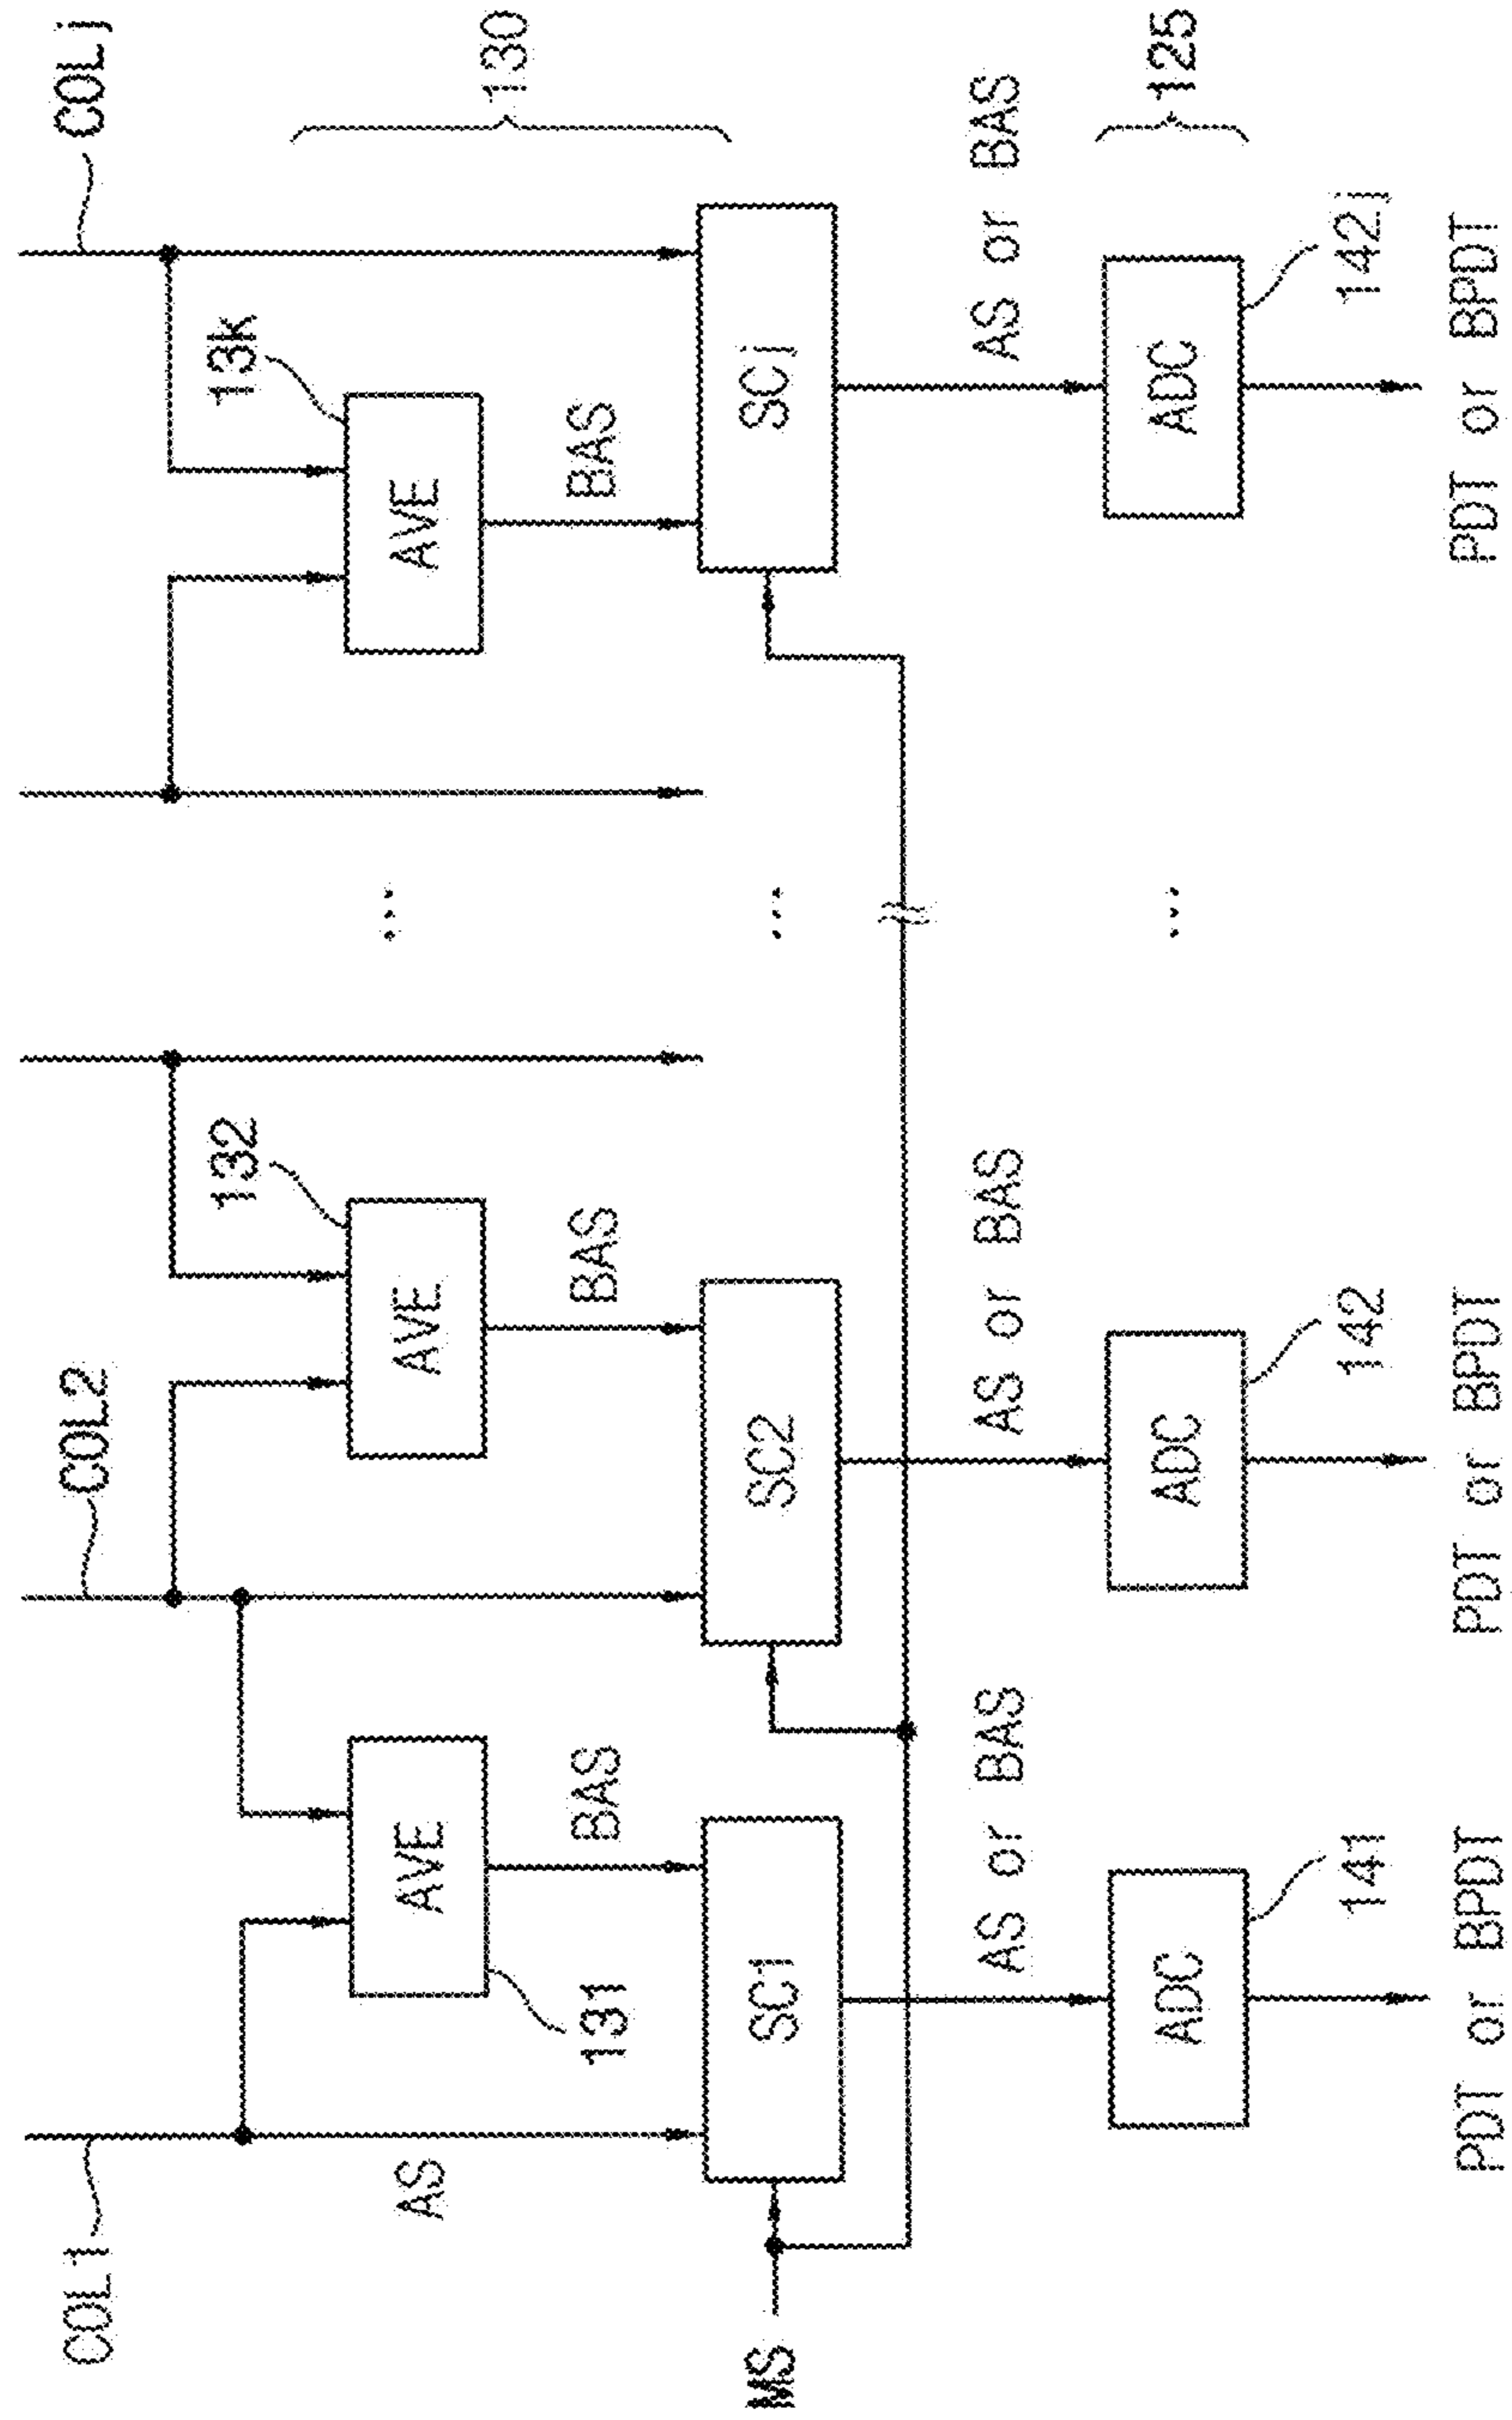 COL1
COL2
COLj
132
13k
130
AVE
AVE
AVE
AS
131
BAS
BAS
BAS
...
MS
SC1
SC2
...
SCj
AS or BAS
AS or BAS
AS or BAS
ADC
ADC
...
ADC
125
141
142
142j
PDT or BPDT
PDT or BPDT
PDT or BPDT